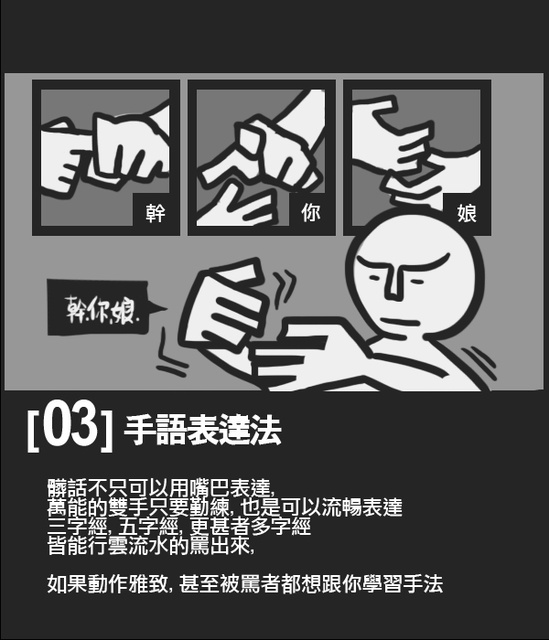 幹
你
娘
幹.你.娘.
[03] 手語表達法
髒話不只可以用嘴巴表達,
萬能的雙手只要勤練, 也是可以流暢表達
三字經, 五字經, 更甚者多字經
皆能行雲流水的罵出來,
如果動作雅致, 甚至被罵者都想跟你學習手法